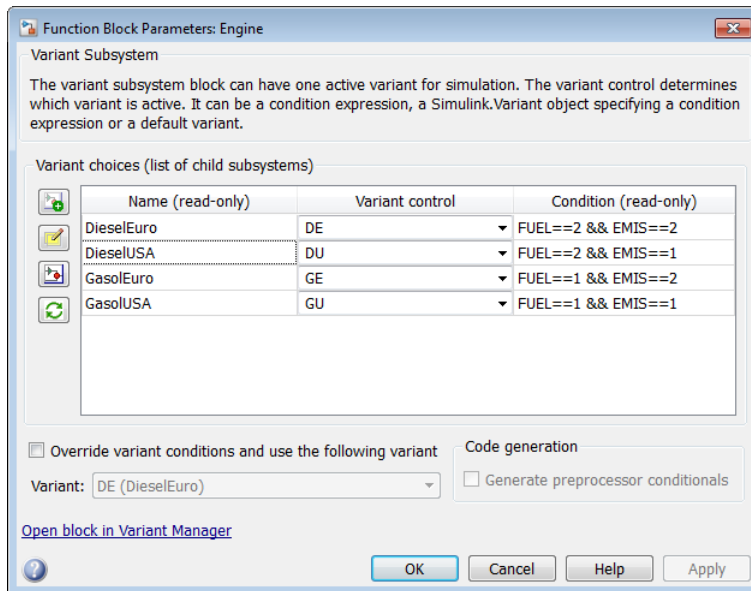 Function Block Parameters: Engine
Variant Subsystem
The variant subsystem block can have one active variant for simulation. The variant control determines
which variant is active. It can be a condition expression, a Simulink.Variant object specifying a condition
expression or a default variant.
Variant choices (list of child subsystems)
Name (read-only) Variant control Condition (read-only)
DieselEuro DE FUEL==2 && EMIS==2
DieselUSA DU FUEL==2 && EMIS==1
GasolEuro GE FUEL==1 && EMIS==2
GasolUSA GU FUEL==1 && EMIS==1
Override variant conditions and use the following variant
Code generation
Variant: DE (DieselEuro)
Generate preprocessor conditionals
Open block in Variant Manager
OK Cancel Help Apply